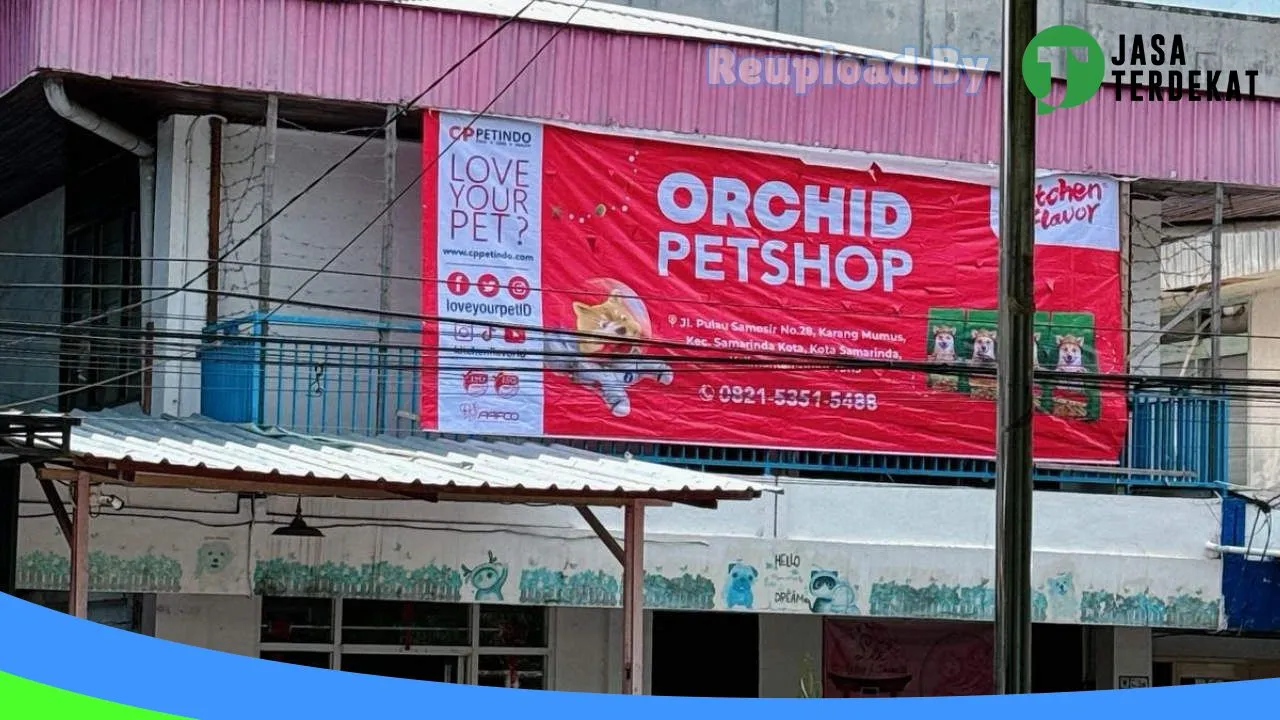 Reupload By
JASA
TERDEKAT
CP PETINDO
LOVE
YOUR
PET?
www.cppetindo.com
loveyourpetID
AAFCO
ORCHID
PETSHOP
Jl. Pulau Samosir No.28, Karang Mumus,
Kec. Samarinda Kota, Kota Samarinda,
0821-5351-5488
Flavor
HELLO
DREAM